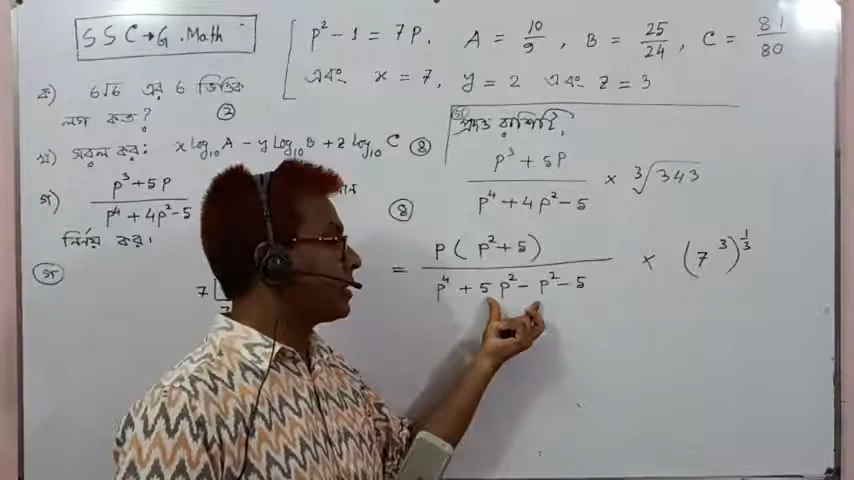 SSC → G. Math
p² - 1 = 7p. A = 10/9, B = 25/24, C = 81/80
এবং x = 7, y = 2 এবং z = 3
ক) 6√6 এর 6 ভিত্তিক
লগ কত? ②
খ) সরল কর: x log₁₀ A - y log₁₀ B + z log₁₀ C ④
গ) (p³ + 5p)/(p⁴ + 4p² - 5) মান ④
নির্ণয় কর।
গ
7
7
প্রদত্ত রাশি,
(p³ + 5p)/(p⁴ + 4p² - 5) × ∛343
= p(p² + 5)/(p⁴ + 5p² - p² - 5) × (7³)^(1/3)